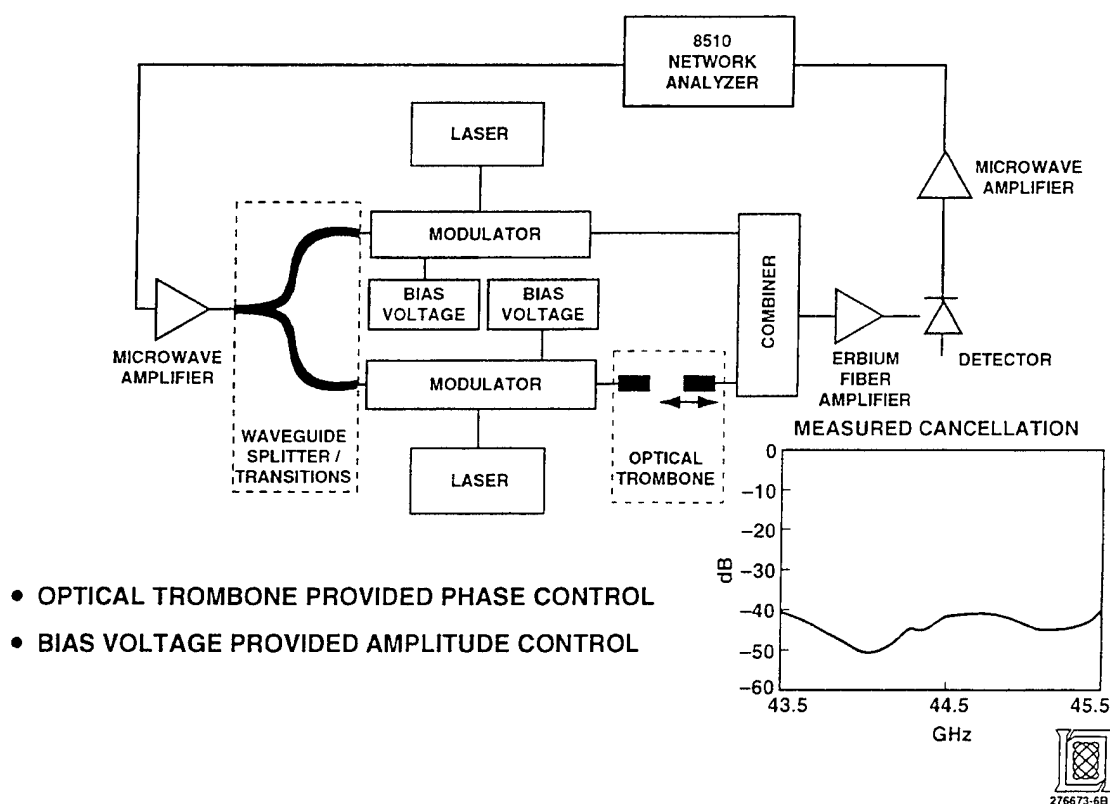 8510
NETWORK
ANALYZER
LASER
MICROWAVE
AMPLIFIER
MODULATOR
BIAS
VOLTAGE
BIAS
VOLTAGE
COMBINER
MICROWAVE
AMPLIFIER
MODULATOR
ERBIUM
FIBER
AMPLIFIER
DETECTOR
WAVEGUIDE
SPLITTER /
TRANSITIONS
LASER
OPTICAL
TROMBONE
MEASURED CANCELLATION
0
−10
−20
−30
−40
−50
−60
dB
43.5
44.5
45.5
GHz
• OPTICAL TROMBONE PROVIDED PHASE CONTROL
• BIAS VOLTAGE PROVIDED AMPLITUDE CONTROL
276673-6B